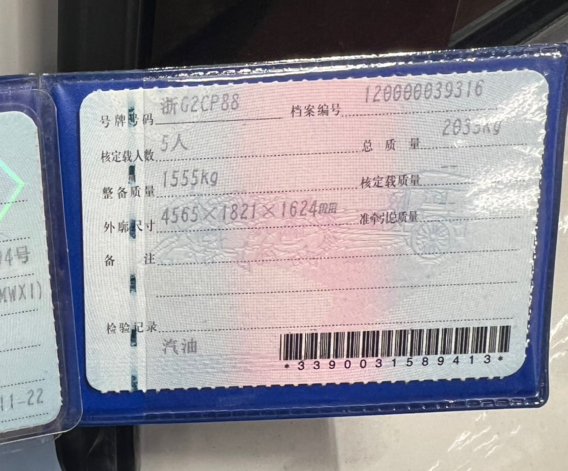 号牌号码 浙G2CP88 档案编号 120000039316
核定载人数 5人 总质量 2035kg
整备质量 1555kg 核定载质量 --
外廓尺寸 4565×1821×1624mm 准牵引总质量
备注
检验记录
汽油
*3390031589413*
94号
MWX1)
11-22